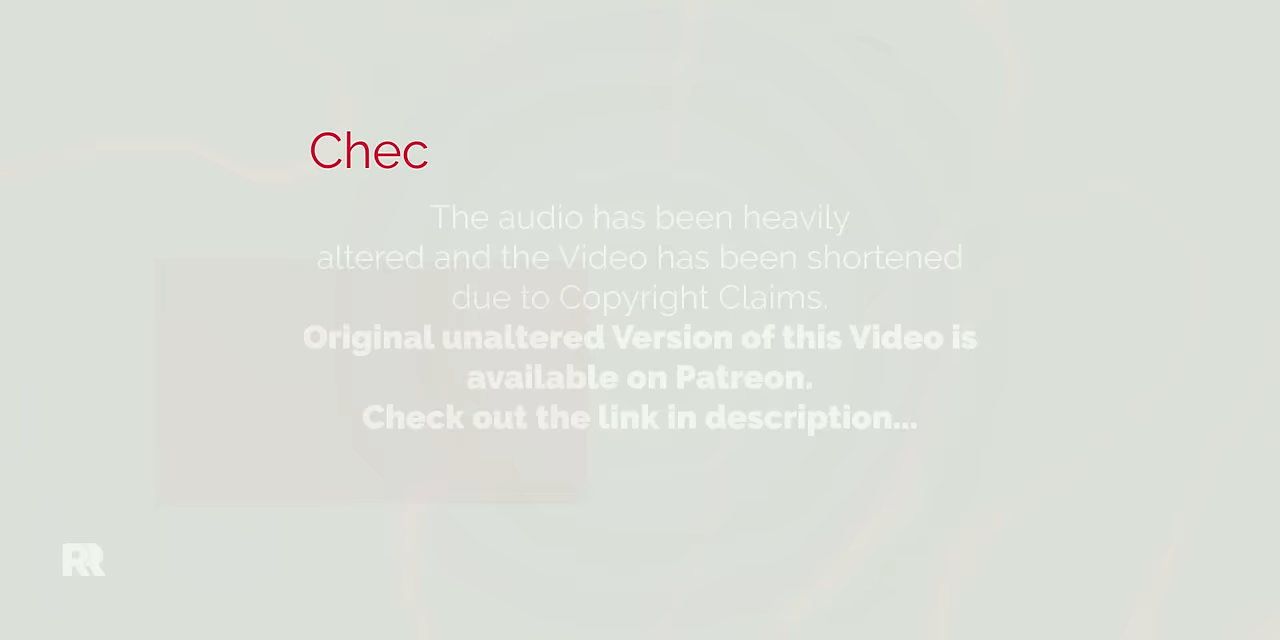 Chec
The audio has been heavily
altered and the Video has been shortened
due to Copyright Claims.
Original unaltered Version of this Video is
available on Patreon.
Check out the link in description...
RR